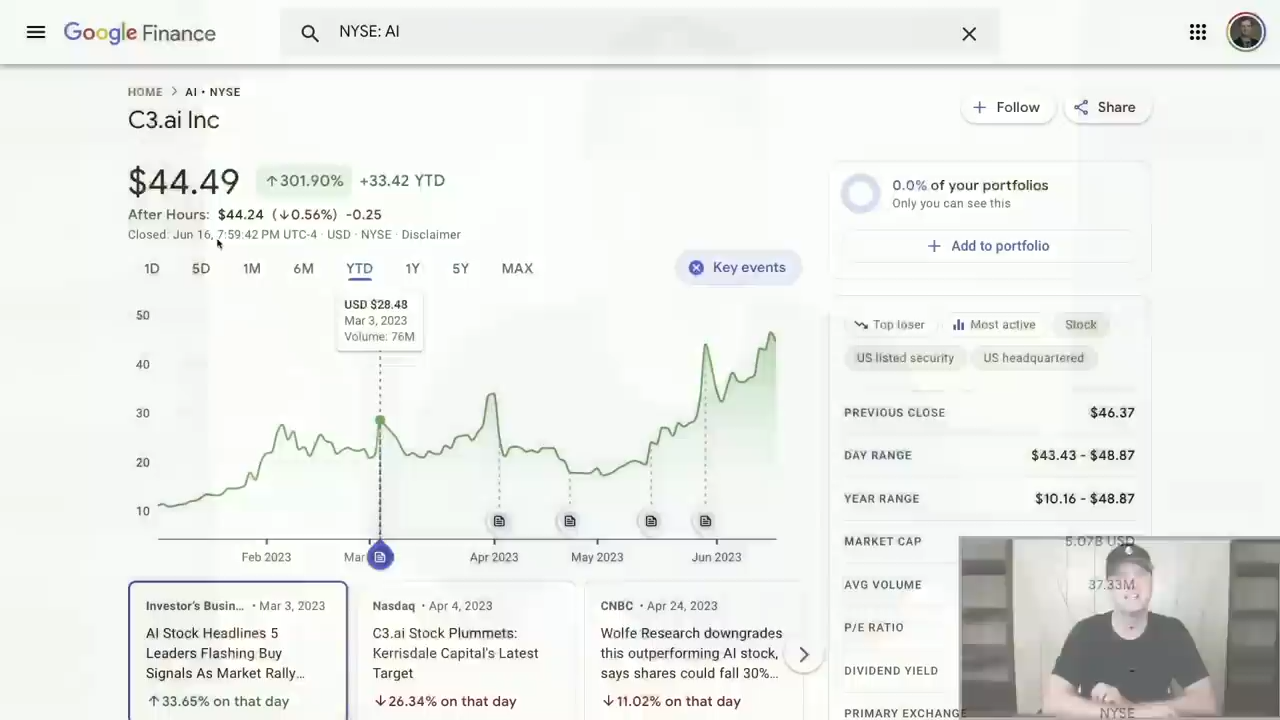 Google Finance
NYSE: AI
HOME > AI • NYSE
C3.ai Inc
+ Follow
Share
$44.49 ↑301.90% +33.42 YTD
After Hours: $44.24 (↓0.56%) -0.25
Closed: Jun 16, 7:59:42 PM UTC-4 · USD · NYSE · Disclaimer
1D 5D 1M 6M YTD 1Y 5Y MAX
Key events
USD $28.48
Mar 3, 2023
Volume: 76M
50
40
30
20
10
Feb 2023 Mar Apr 2023 May 2023 Jun 2023
Investor's Busin... • Mar 3, 2023
AI Stock Headlines 5
Leaders Flashing Buy
Signals As Market Rally...
↑33.65% on that day
Nasdaq • Apr 4, 2023
C3.ai Stock Plummets:
Kerrisdale Capital's Latest
Target
↓26.34% on that day
CNBC • Apr 24, 2023
Wolfe Research downgrades
this outperforming AI stock,
says shares could fall 30%...
↓11.02% on that day
0.0% of your portfolios
Only you can see this
+ Add to portfolio
Top loser
Most active
Stock
US listed security
US headquartered
PREVIOUS CLOSE $46.37
DAY RANGE $43.43 - $48.87
YEAR RANGE $10.16 - $48.87
MARKET CAP 5.07B USD
AVG VOLUME 37.33M
P/E RATIO
DIVIDEND YIELD
PRIMARY EXCHANGE NYSE